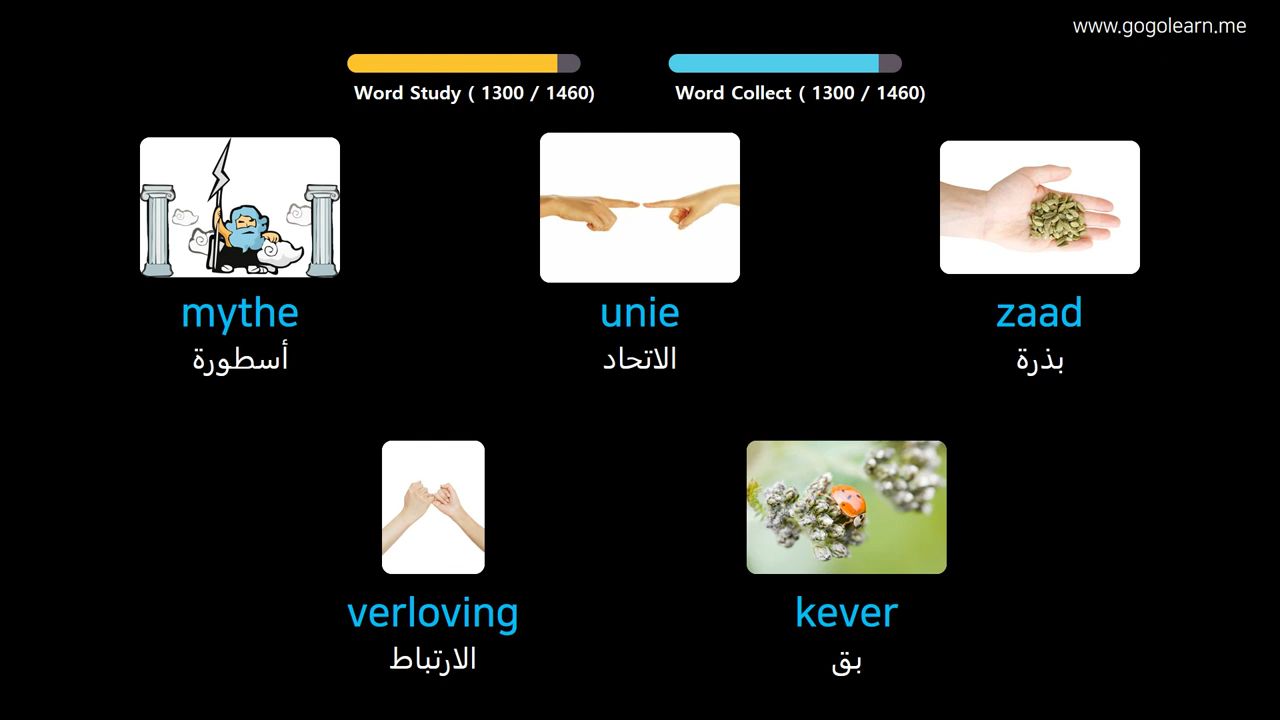 www.gogolearn.me
Word Study ( 1300 / 1460)
Word Collect ( 1300 / 1460)
mythe
أسطورة
unie
الاتحاد
zaad
بذرة
verloving
الارتباط
kever
بق